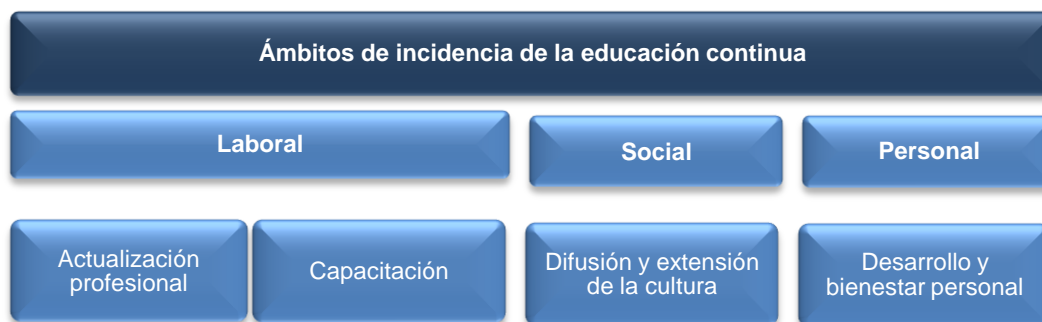 Ámbitos de incidencia de la educación continua
Laboral
Social
Personal
Actualización
profesional
Capacitación
Difusión y extensión
de la cultura
Desarrollo y
bienestar personal